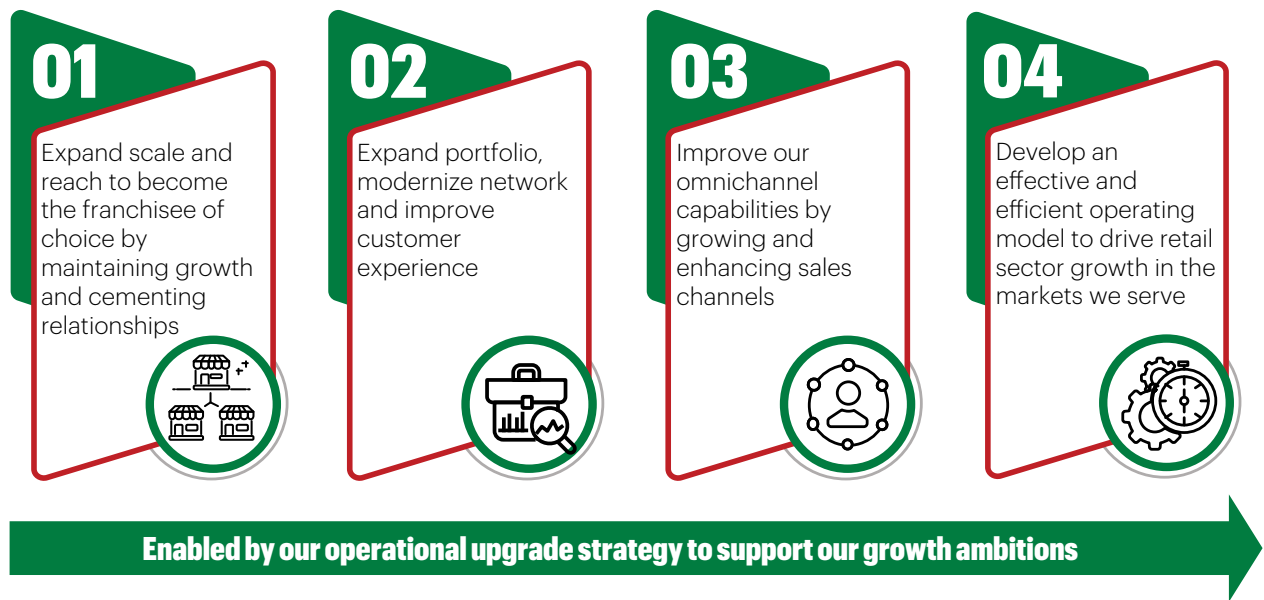 01
Expand scale and
reach to become
the franchisee of
choice by
maintaining growth
and cementing
relationships
02
Expand portfolio,
modernize network
and improve
customer
experience
03
Improve our
omnichannel
capabilities by
growing and
enhancing sales
channels
04
Develop an
effective and
efficient operating
model to drive retail
sector growth in the
markets we serve
Enabled by our operational upgrade strategy to support our growth ambitions